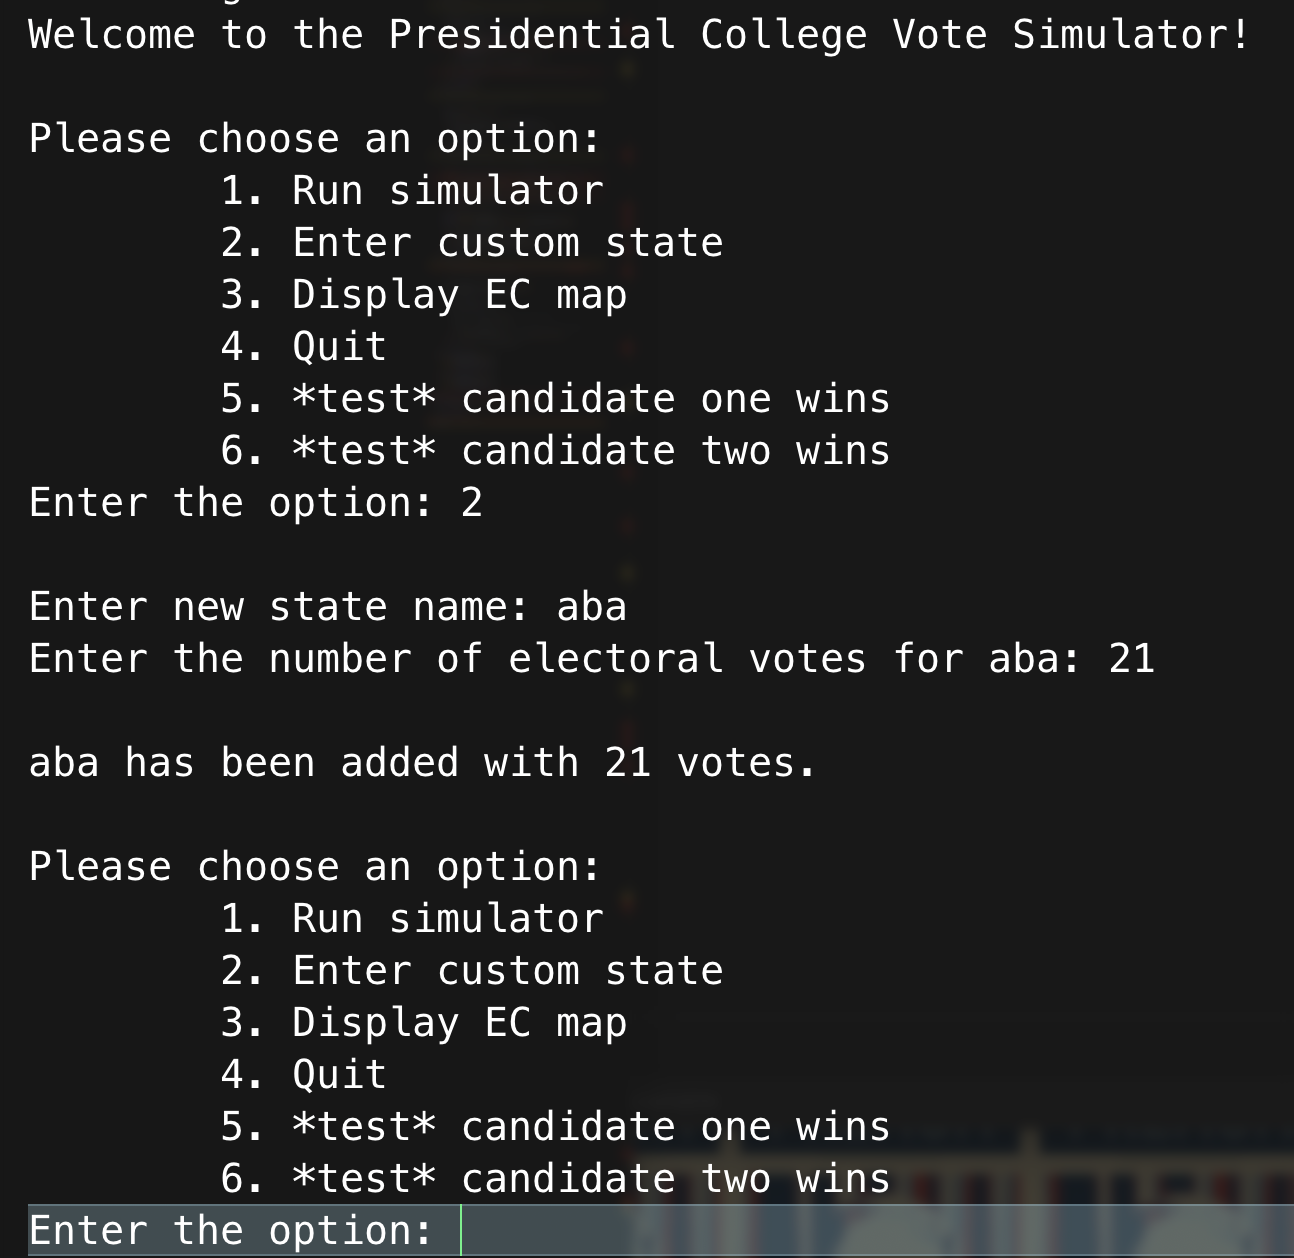 Welcome to the Presidential College Vote Simulator!
Please choose an option:
1. Run simulator
2. Enter custom state
3. Display EC map
4. Quit
5. *test* candidate one wins
6. *test* candidate two wins
Enter the option: 2
Enter new state name: aba
Enter the number of electoral votes for aba: 21
aba has been added with 21 votes.
Please choose an option:
1. Run simulator
2. Enter custom state
3. Display EC map
4. Quit
5. *test* candidate one wins
6. *test* candidate two wins
Enter the option: